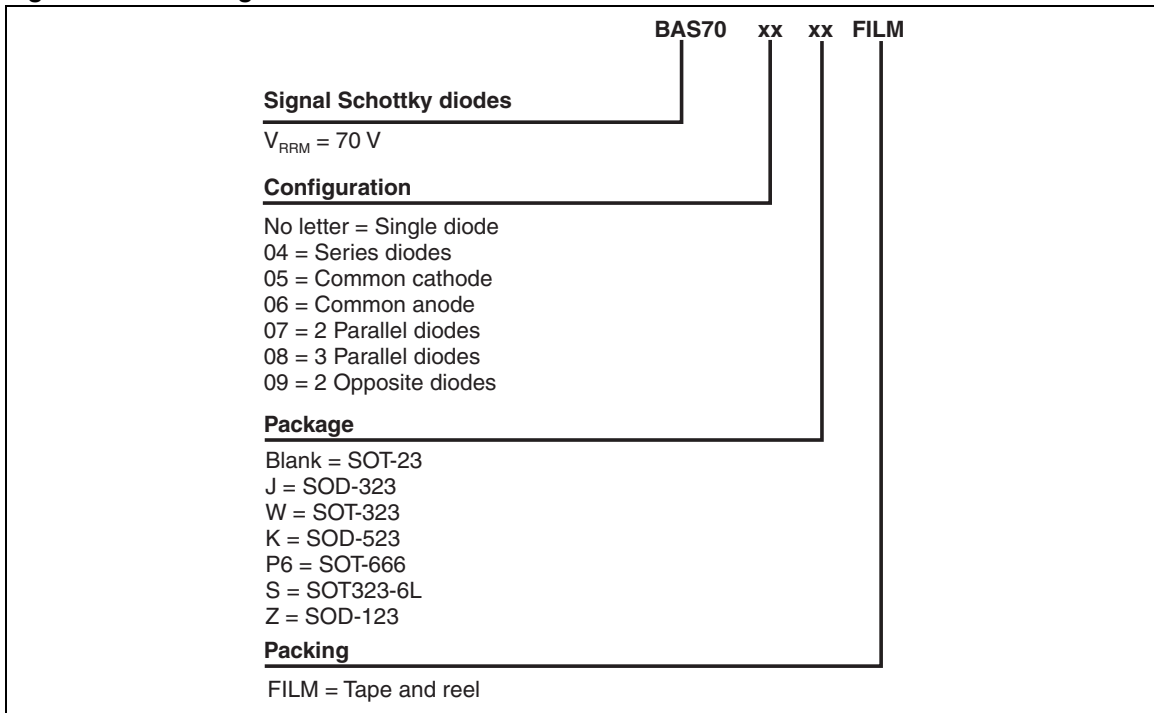 BAS70 xx xx FILM
Signal Schottky diodes
VRRM = 70 V
Configuration
No letter = Single diode
04 = Series diodes
05 = Common cathode
06 = Common anode
07 = 2 Parallel diodes
08 = 3 Parallel diodes
09 = 2 Opposite diodes
Package
Blank = SOT-23
J = SOD-323
W = SOT-323
K = SOD-523
P6 = SOT-666
S = SOT323-6L
Z = SOD-123
Packing
FILM = Tape and reel